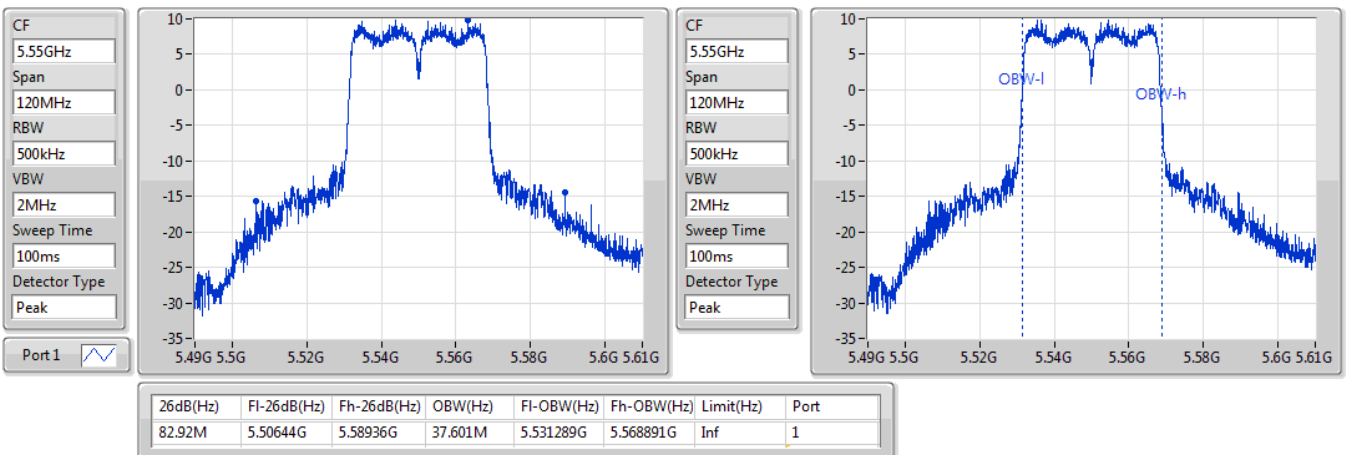 CF
5.55GHz
Span
120MHz
RBW
500kHz
VBW
2MHz
Sweep Time
100ms
Detector Type
Peak
Port 1
10
5
0
-5
-10
-15
-20
-25
-30
-35
5.49G 5.5G 5.52G 5.54G 5.56G 5.58G 5.6G 5.61G
CF
5.55GHz
Span
120MHz
RBW
500kHz
VBW
2MHz
Sweep Time
100ms
Detector Type
Peak
10
5
0
-5
-10
-15
-20
-25
-30
-35
OBW-l
OBW-h
5.49G 5.5G 5.52G 5.54G 5.56G 5.58G 5.6G 5.61G
26dB(Hz) Fl-26dB(Hz) Fh-26dB(Hz) OBW(Hz) Fl-OBW(Hz) Fh-OBW(Hz) Limit(Hz) Port
82.92M 5.50644G 5.58936G 37.601M 5.531289G 5.568891G Inf 1